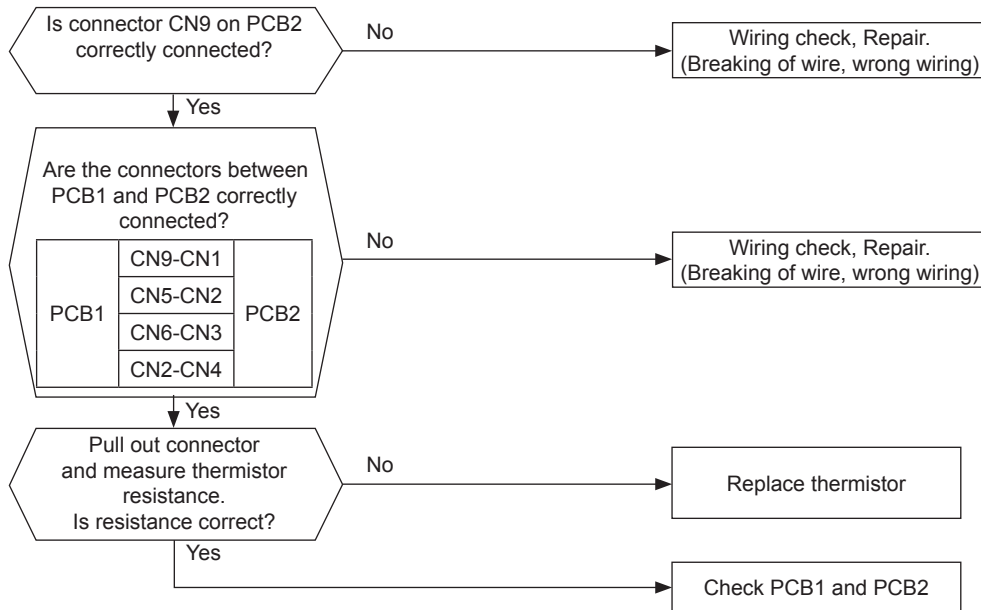 Is connector CN9 on PCB2
correctly connected?
No
Wiring check, Repair.
(Breaking of wire, wrong wiring)
Yes
Are the connectors between
PCB1 and PCB2 correctly
connected?
No
Wiring check, Repair.
(Breaking of wire, wrong wiring)
PCB1
CN9-CN1
CN5-CN2
CN6-CN3
CN2-CN4
PCB2
Yes
Pull out connector
and measure thermistor
resistance.
Is resistance correct?
No
Replace thermistor
Yes
Check PCB1 and PCB2